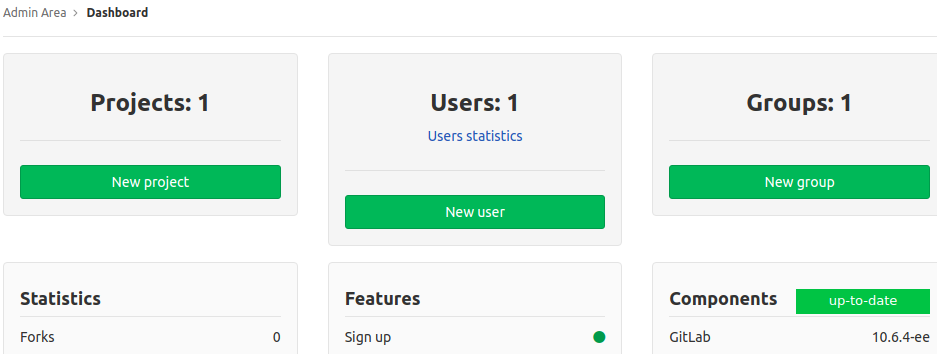 Admin Area > Dashboard
Projects: 1
New project
Users: 1
Users statistics
New user
Groups: 1
New group
Statistics
Forks 0
Features
Sign up
Components up-to-date
GitLab 10.6.4-ee